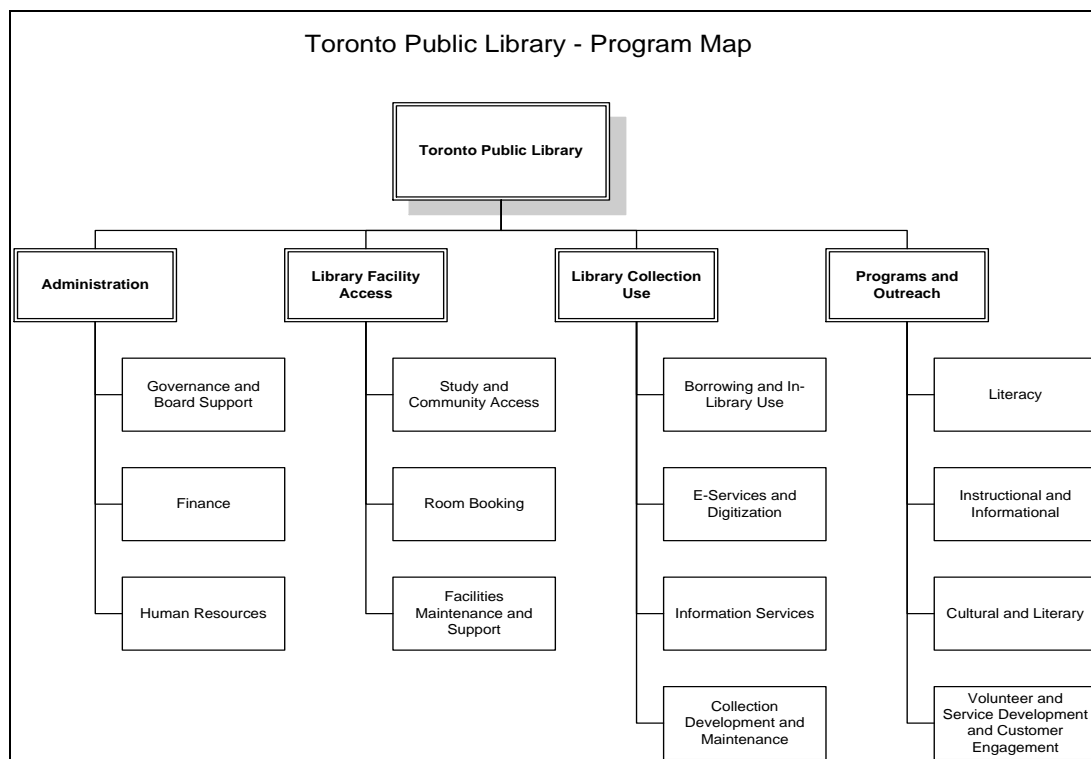 Toronto Public Library - Program Map
Toronto Public Library
Administration
Library Facility
Access
Library Collection
Use
Programs and
Outreach
Governance and
Board Support
Study and
Community Access
Borrowing and In-
Library Use
Literacy
Finance
Room Booking
E-Services and
Digitization
Instructional and
Informational
Human Resources
Facilities
Maintenance and
Support
Information Services
Cultural and Literary
Collection
Development and
Maintenance
Volunteer and
Service Development
and Customer
Engagement